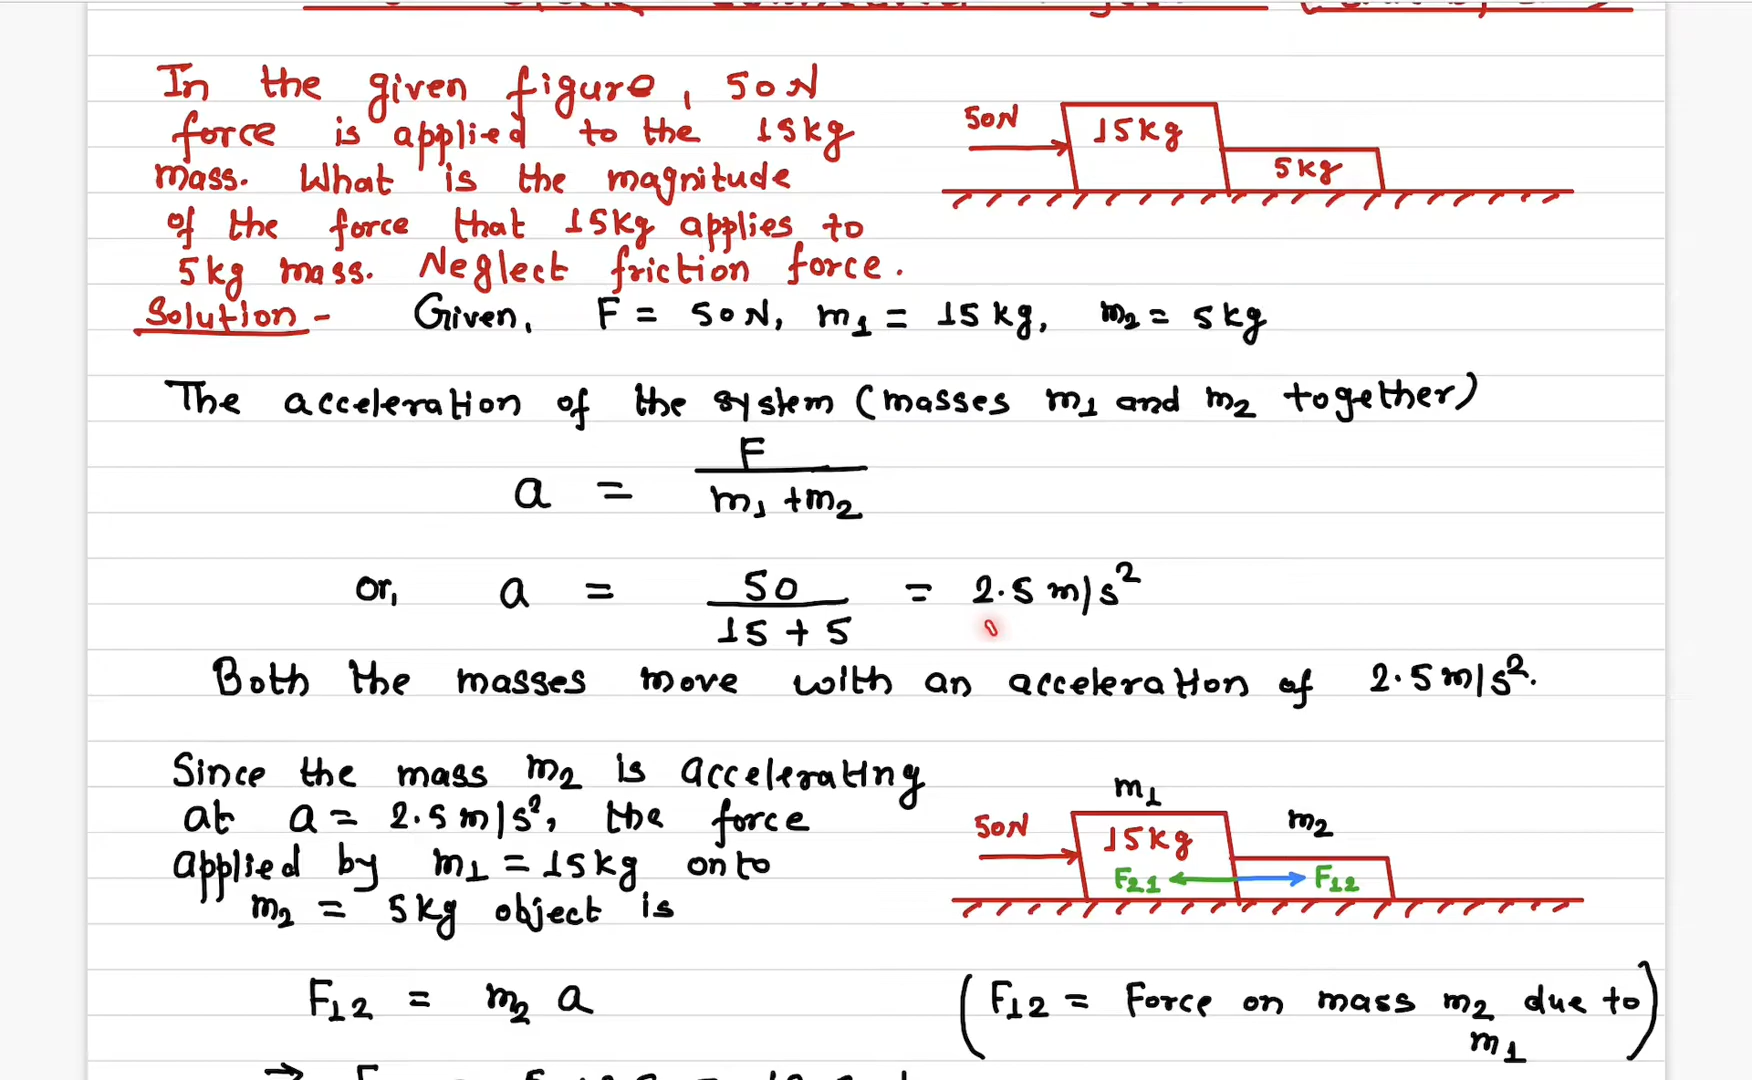 In the given figure, 50N
force is applied to the 15kg
mass. What is the magnitude
of the force that 15kg applies to
5kg mass. Neglect friction force.
50N
15kg
5kg
Solution - Given, F = 50N, m1 = 15 kg, m2 = 5 kg
The acceleration of the system (masses m1 and m2 together)
a = F / m1 + m2
or, a = 50 / 15 + 5 = 2.5 m/s²
Both the masses move with an acceleration of 2.5 m/s².
Since the mass m2 is accelerating
at a = 2.5 m/s², the force
applied by m1 = 15kg onto
m2 = 5kg object is
m1
m2
50N
15kg
F21
F12
F12 = m2 a
(F12 = Force on mass m2 due to
m1)